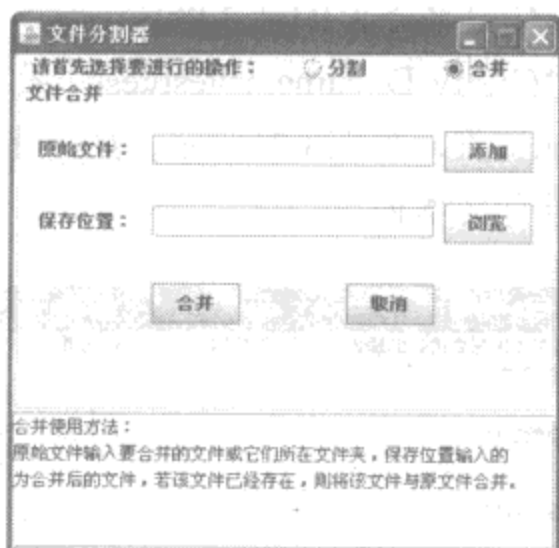 文件分割器
请首先选择要进行的操作： 分割 合并
文件合并
原始文件： 添加
保存位置： 浏览
合并 取消
合并使用方法：
原始文件输入要合并的文件或它们所在文件夹，保存位置输入的
为合并后的文件，若该文件已经存在，则将该文件与原文件合并。